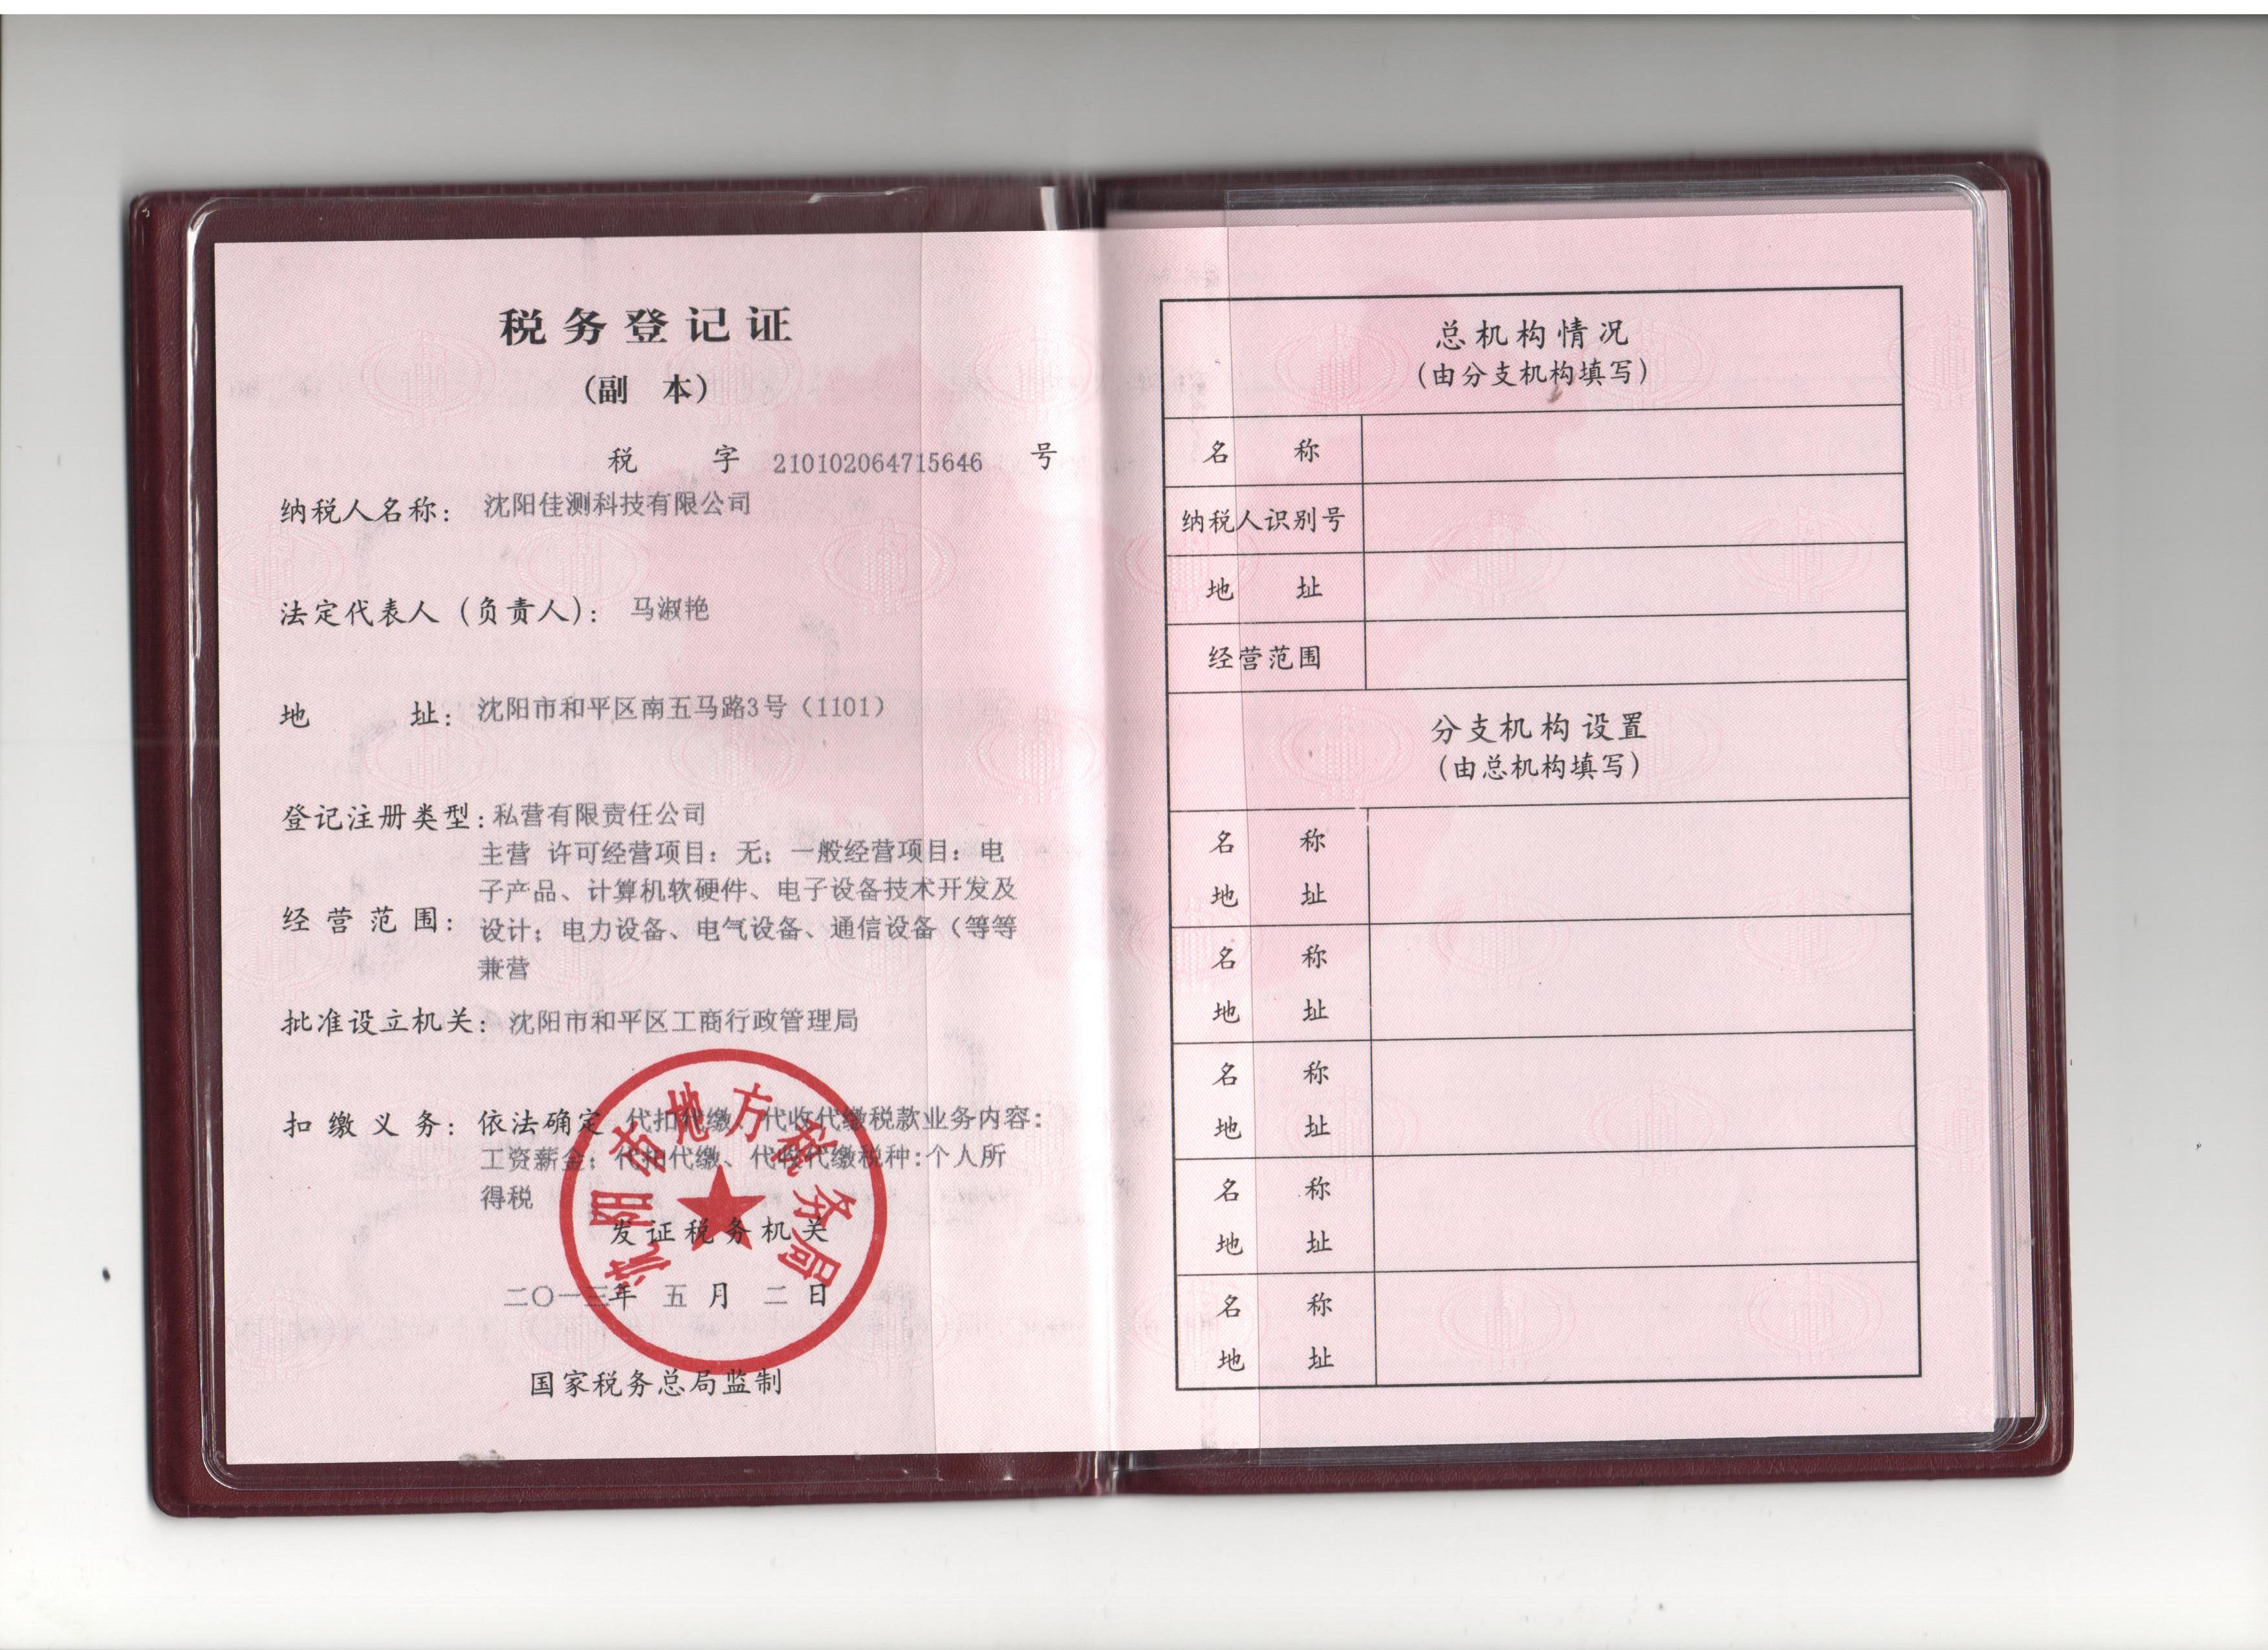 税务登记证
(副 本)
税 字 210102064715646 号
纳税人名称: 沈阳佳测科技有限公司
法定代表人(负责人): 马淑艳
地 址: 沈阳市和平区南五马路3号(1101)
登记注册类型: 私营有限责任公司
主营 许可经营项目:无;一般经营项目:电
子产品、计算机软硬件、电子设备技术开发及
经营范围: 设计;电力设备、电气设备、通信设备(等等
兼营
批准设立机关: 沈阳市和平区工商行政管理局
扣缴义务: 依法确定 代扣代缴、代收代缴税款业务内容:
工资薪金;代扣代缴、代收代缴税种:个人所
得税
沈阳市地方税务局
发证税务机关
二〇一三年 五 月 二 日
国家税务总局监制
总机构情况
(由分支机构填写)
名 称
纳税人识别号
地 址
经营范围
分支机构设置
(由总机构填写)
名 称
地 址
名 称
地 址
名 称
地 址
名 称
地 址
名 称
地 址